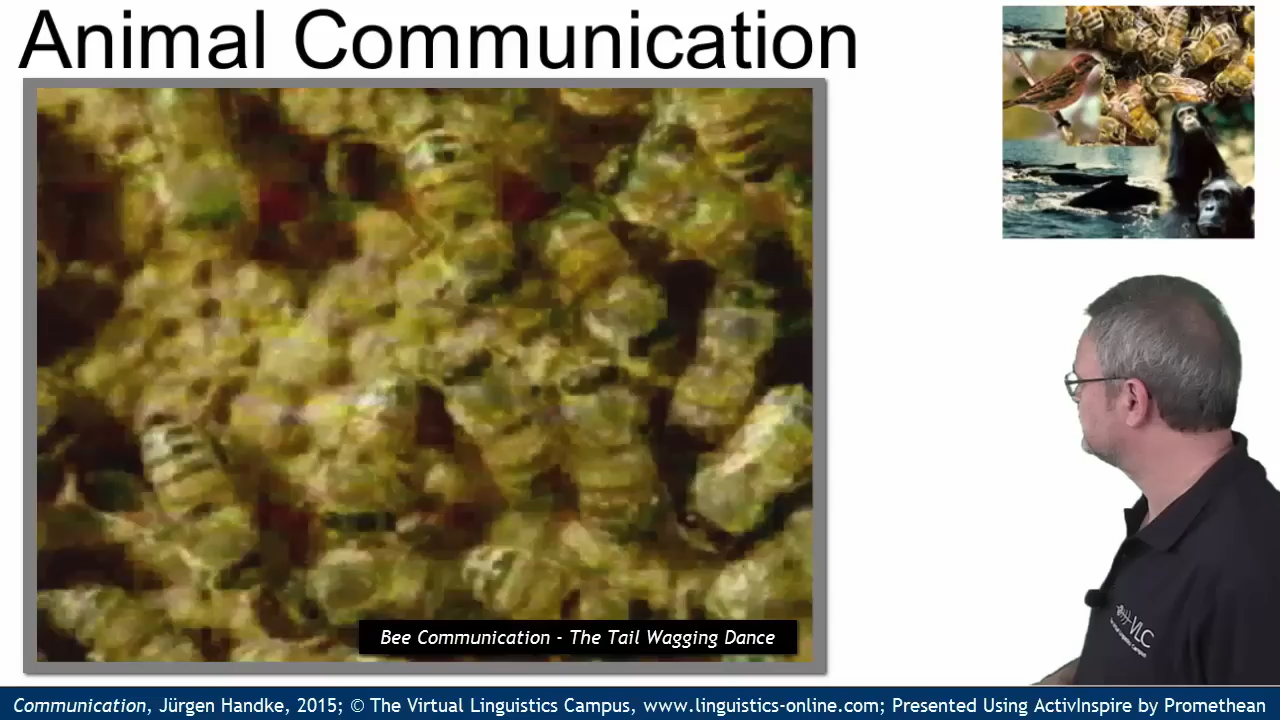 Animal Communication
Bee Communication - The Tail Wagging Dance
VLC
Communication, Jürgen Handke, 2015; © The Virtual Linguistics Campus, www.linguistics-online.com; Presented Using ActivInspire by Promethean